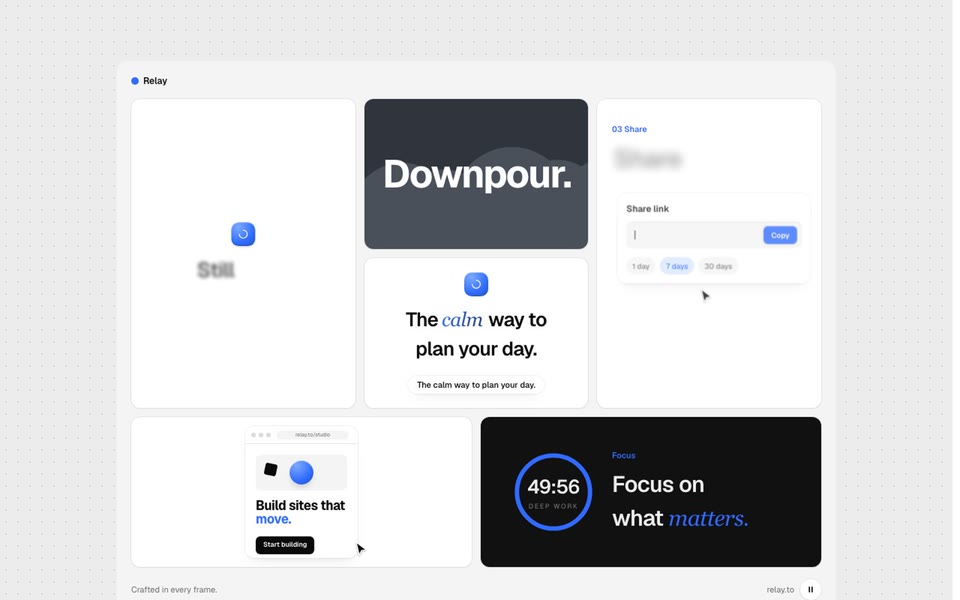 Relay
Still
Downpour.
The calm way to
plan your day.
The calm way to plan your day.
03 Share
Share
Share link
Copy
1 day
7 days
30 days
relay.to/studio
Build sites that
move.
Start building
49:56
DEEP WORK
Focus
Focus on
what matters.
Crafted in every frame.
relay.to